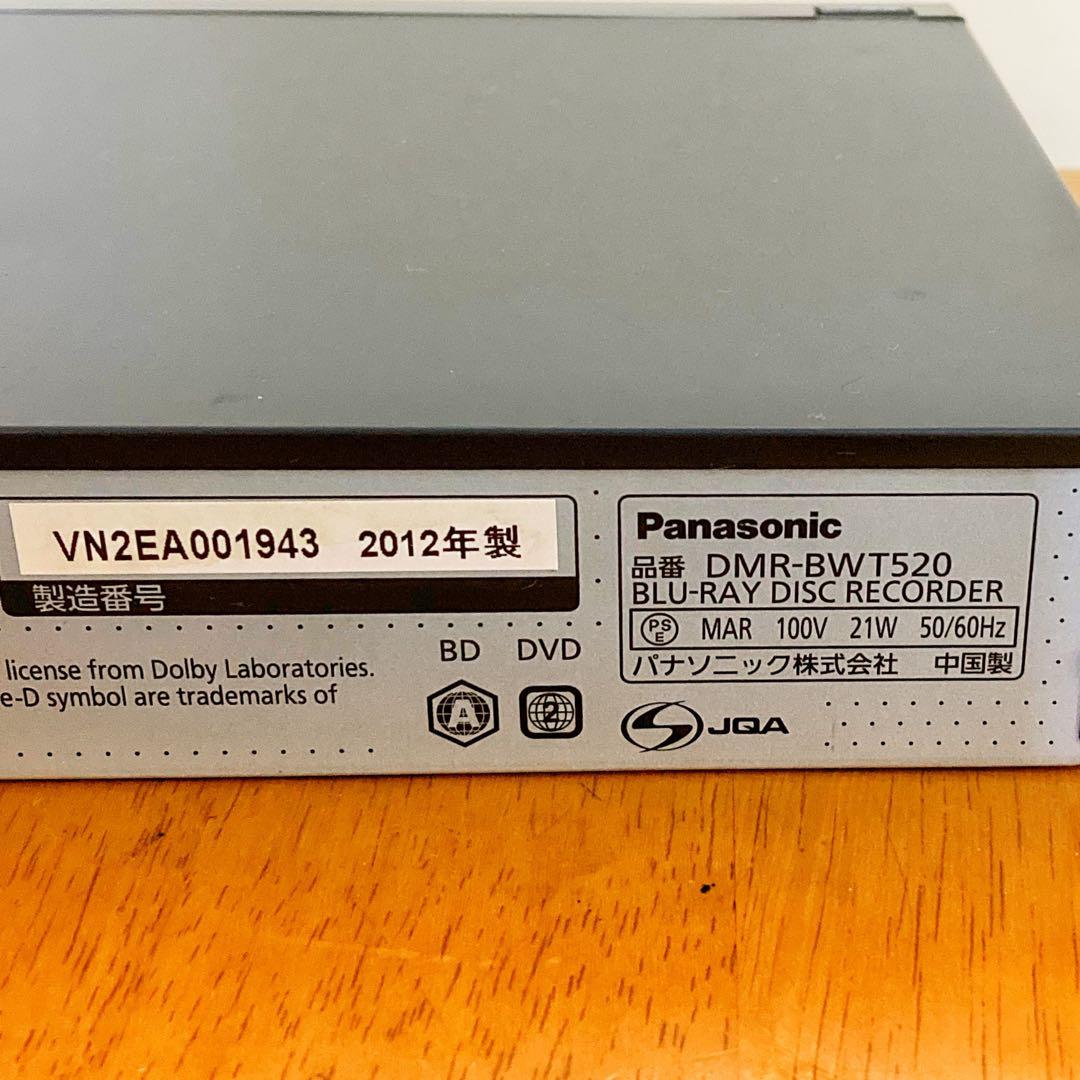 VN2EA001943 2012年製
製造番号
license from Dolby Laboratories.
e-D symbol are trademarks of
BD DVD
A 2
Panasonic
品番 DMR-BWT520
BLU-RAY DISC RECORDER
PS E MAR 100V 21W 50/60Hz
パナソニック株式会社 中国製
JQA